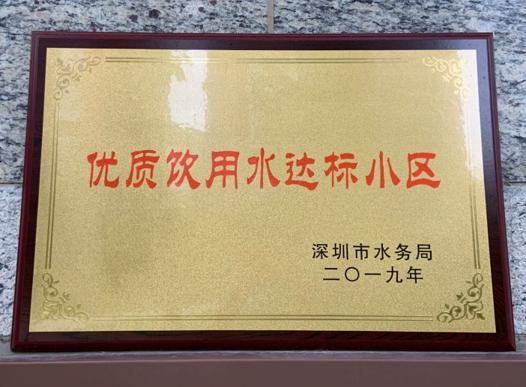 优质饮用水达标小区
深圳市水务局
二〇一九年